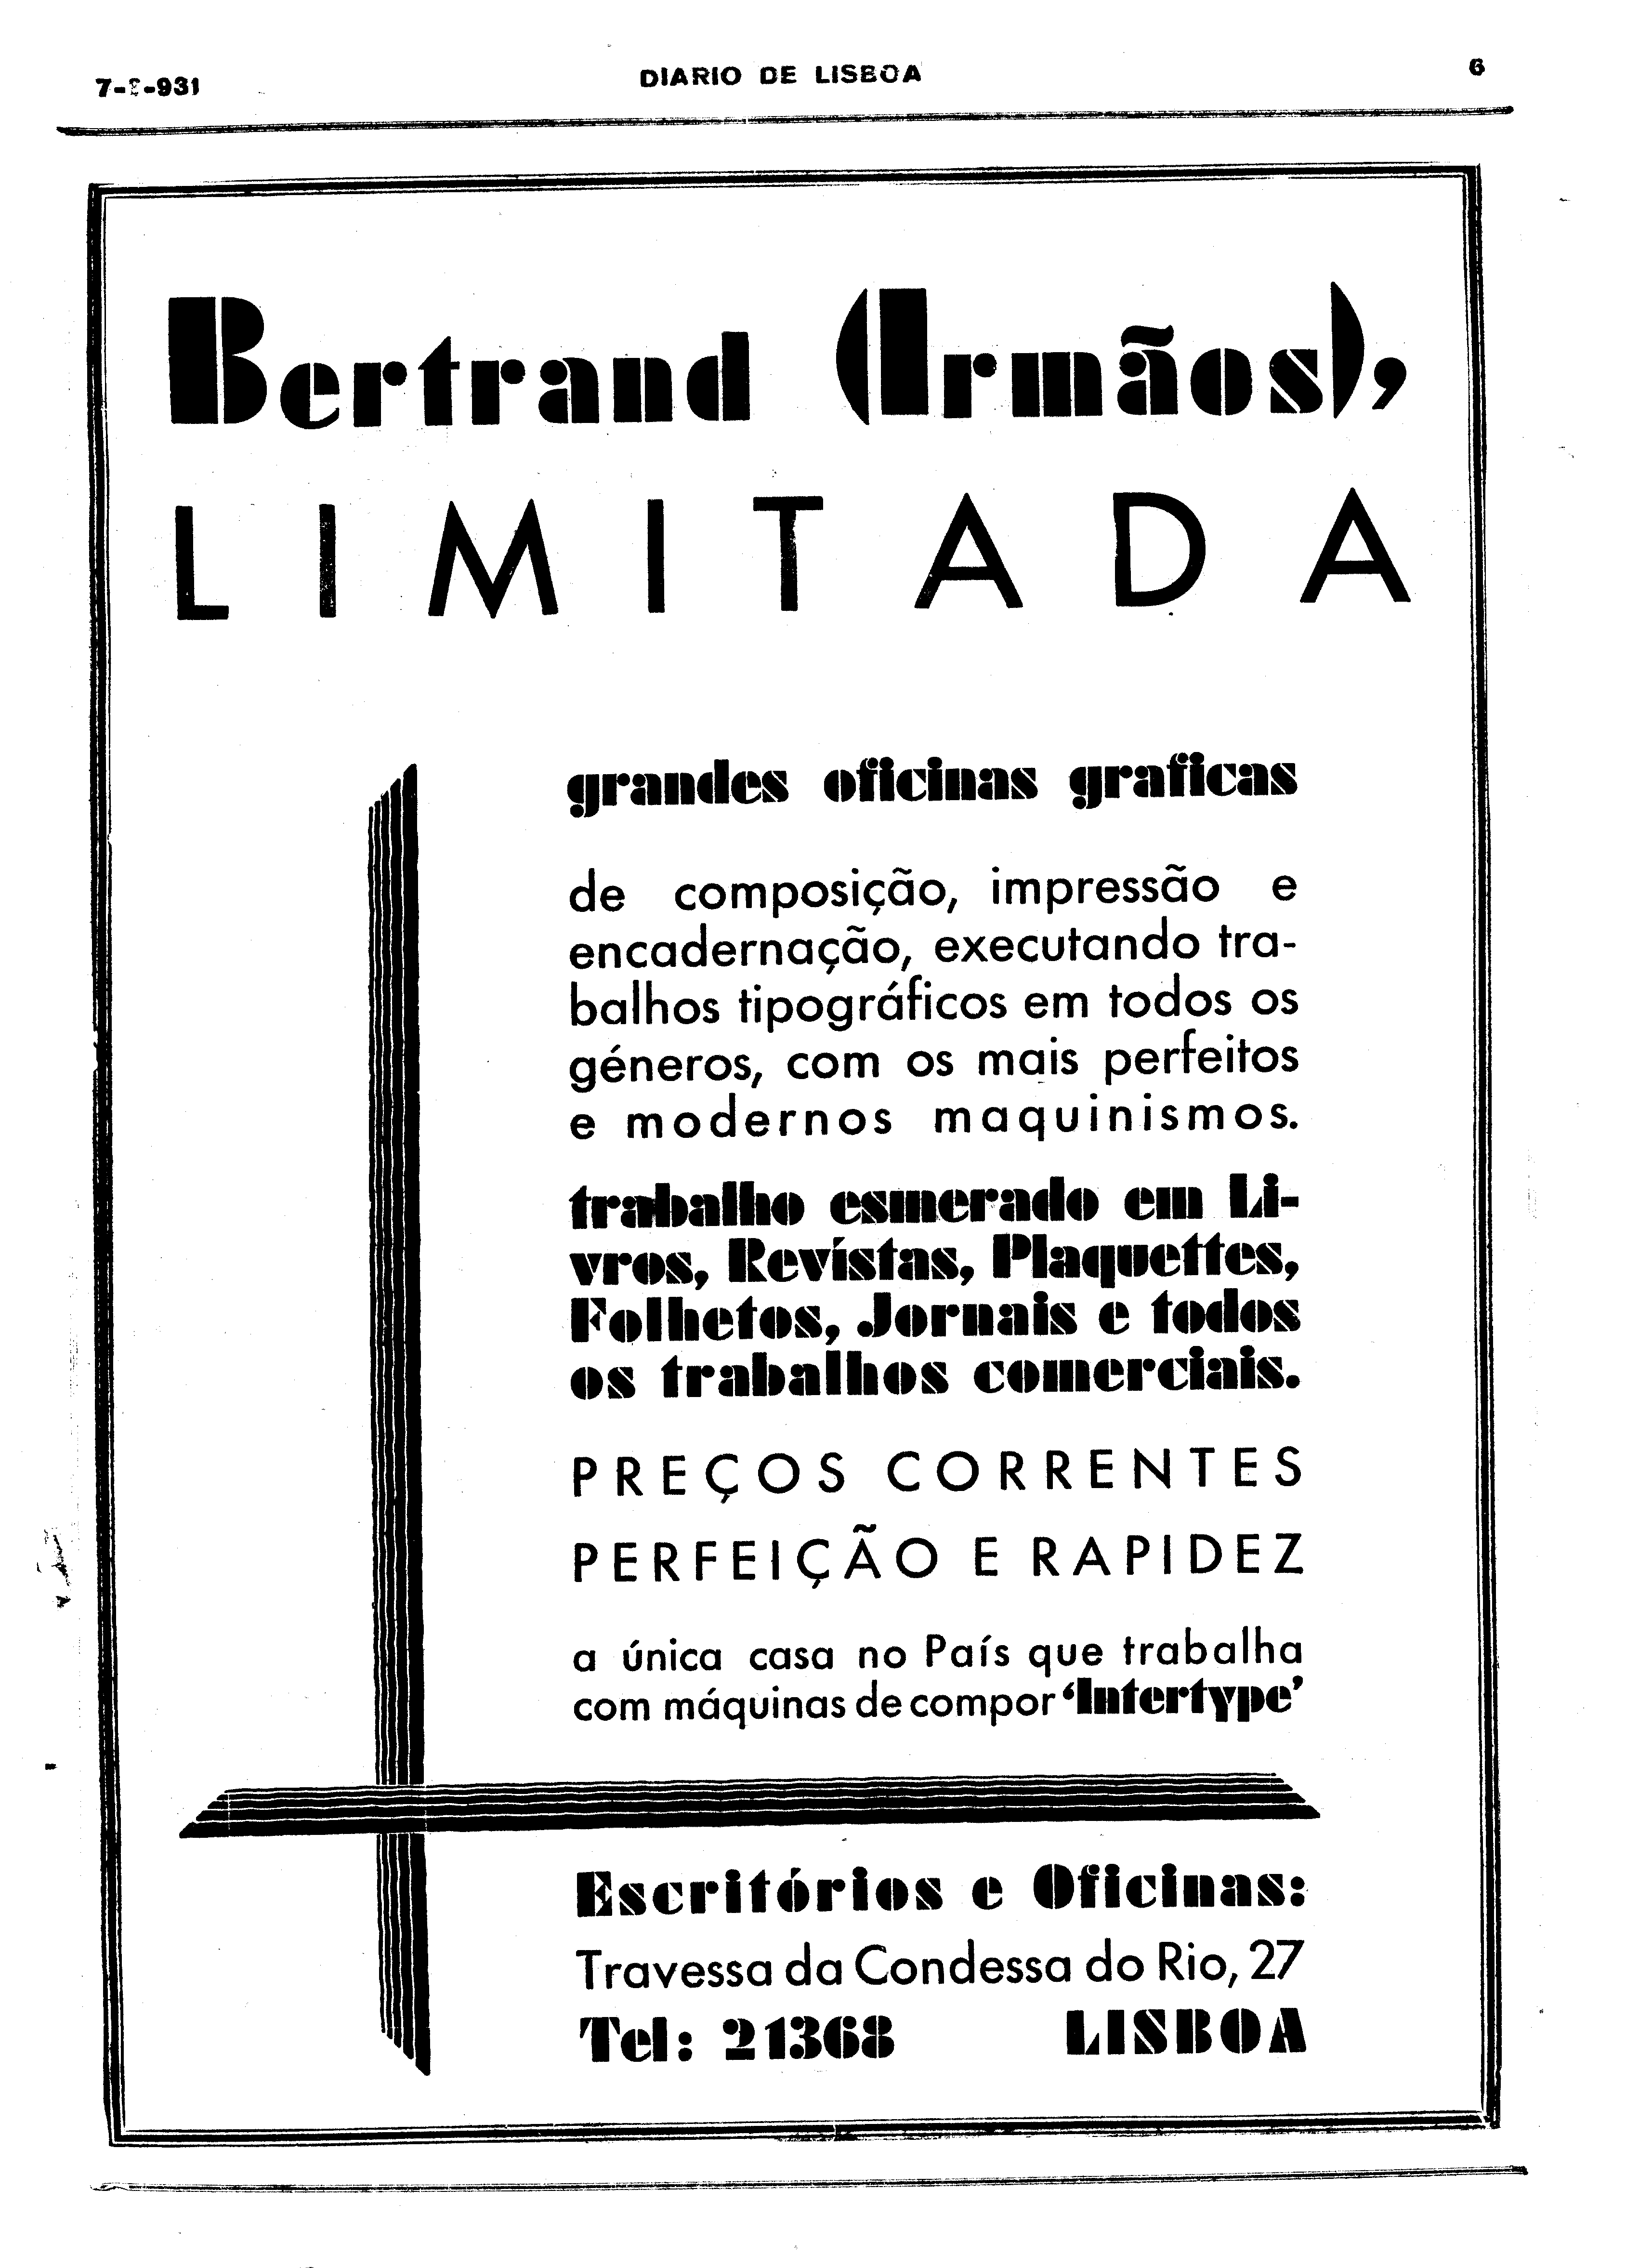 DIARIO DE LISBOA
6
Bertrand (Irmãos),
LIMITADA
grandes oficinas graficas
de composição, impressão e
encadernação, executando tra-
balhos tipográficos em todos os
géneros, com os mais perfeitos
e modernos maquinismos.
trabalho esmerado em Li-
vros, Revistas, Plaquettes,
Folhetos, Jornais e todos
os trabalhos comerciais.
PREÇOS CORRENTES
PERFEIÇÃO E RAPIDEZ
a única casa no País que trabalha
com máquinas de compor 'Intertype'
Escritórios e Oficinas:
Travessa da Condessa do Rio, 27
Tel: 21368 LISBOA